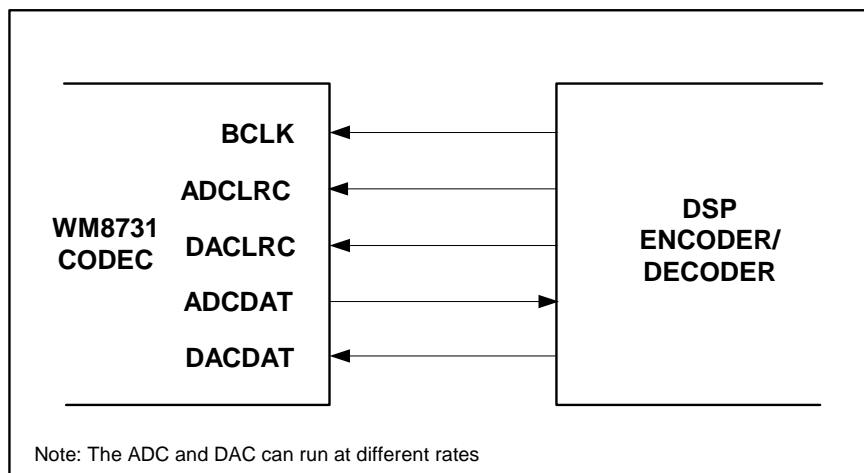 BCLK
ADCLRC
WM8731
CODEC
DACLRC
ADCDAT
DACDAT
DSP
ENCODER/
DECODER
Note: The ADC and DAC can run at different rates